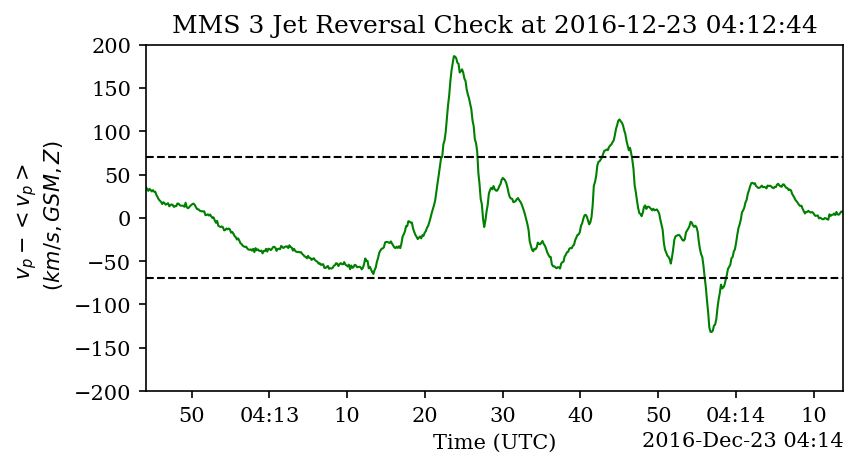 MMS 3 Jet Reversal Check at 2016-12-23 04:12:44
v_p − < v_p >
(km/s, GSM, Z)
200
150
100
50
0
−50
−100
−150
−200
50 04:13 10 20 30 40 50 04:14 10
Time (UTC)
2016-Dec-23 04:14